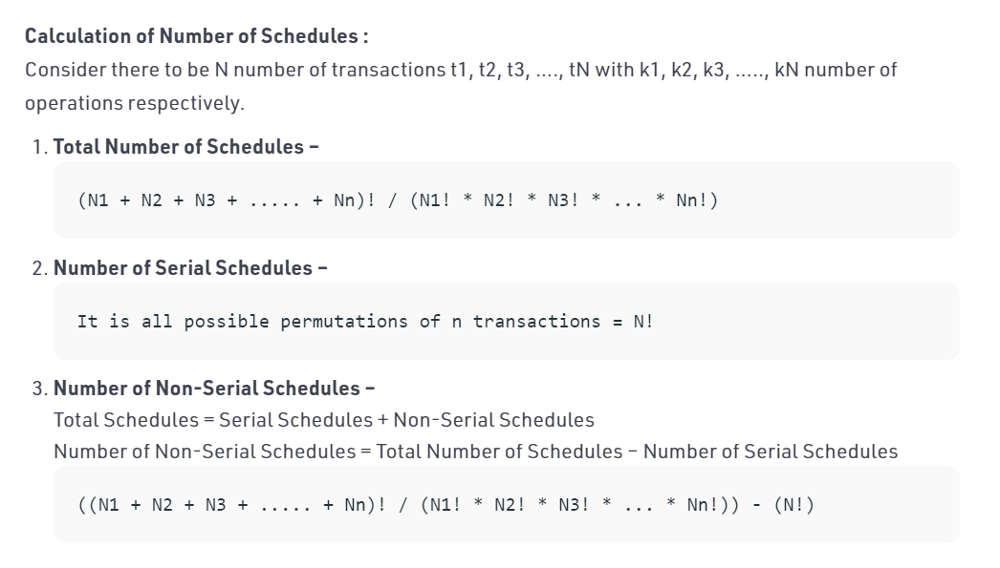 Calculation of Number of Schedules :
Consider there to be N number of transactions t1, t2, t3, ...., tN with k1, k2, k3, ....., kN number of
operations respectively.
1. Total Number of Schedules –
(N1 + N2 + N3 + ..... + Nn)! / (N1! * N2! * N3! * ... * Nn!)
2. Number of Serial Schedules –
It is all possible permutations of n transactions = N!
3. Number of Non-Serial Schedules –
Total Schedules = Serial Schedules + Non-Serial Schedules
Number of Non-Serial Schedules = Total Number of Schedules – Number of Serial Schedules
((N1 + N2 + N3 + ..... + Nn)! / (N1! * N2! * N3! * ... * Nn!)) - (N!)